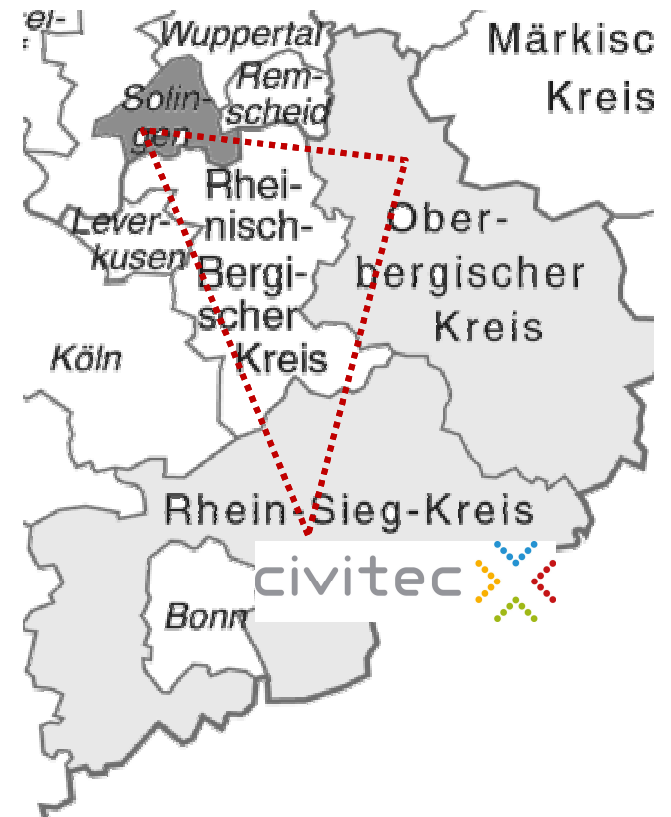 Wuppertal
Märkisc
Kreis
Rem-
scheid
Solin-
gen
Rhei-
nisch-
Bergi-
scher
Kreis
Lever-
kusen
Ober-
bergischer
Kreis
Köln
Rhein-Sieg-Kreis
civitec
Bonn